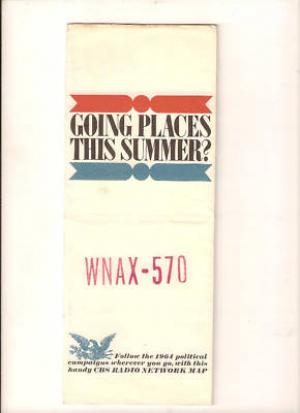 GOING PLACES
THIS SUMMER?
WNAX-570
Follow the 1964 political
campaigns wherever you go, with this
handy CBS RADIO NETWORK MAP